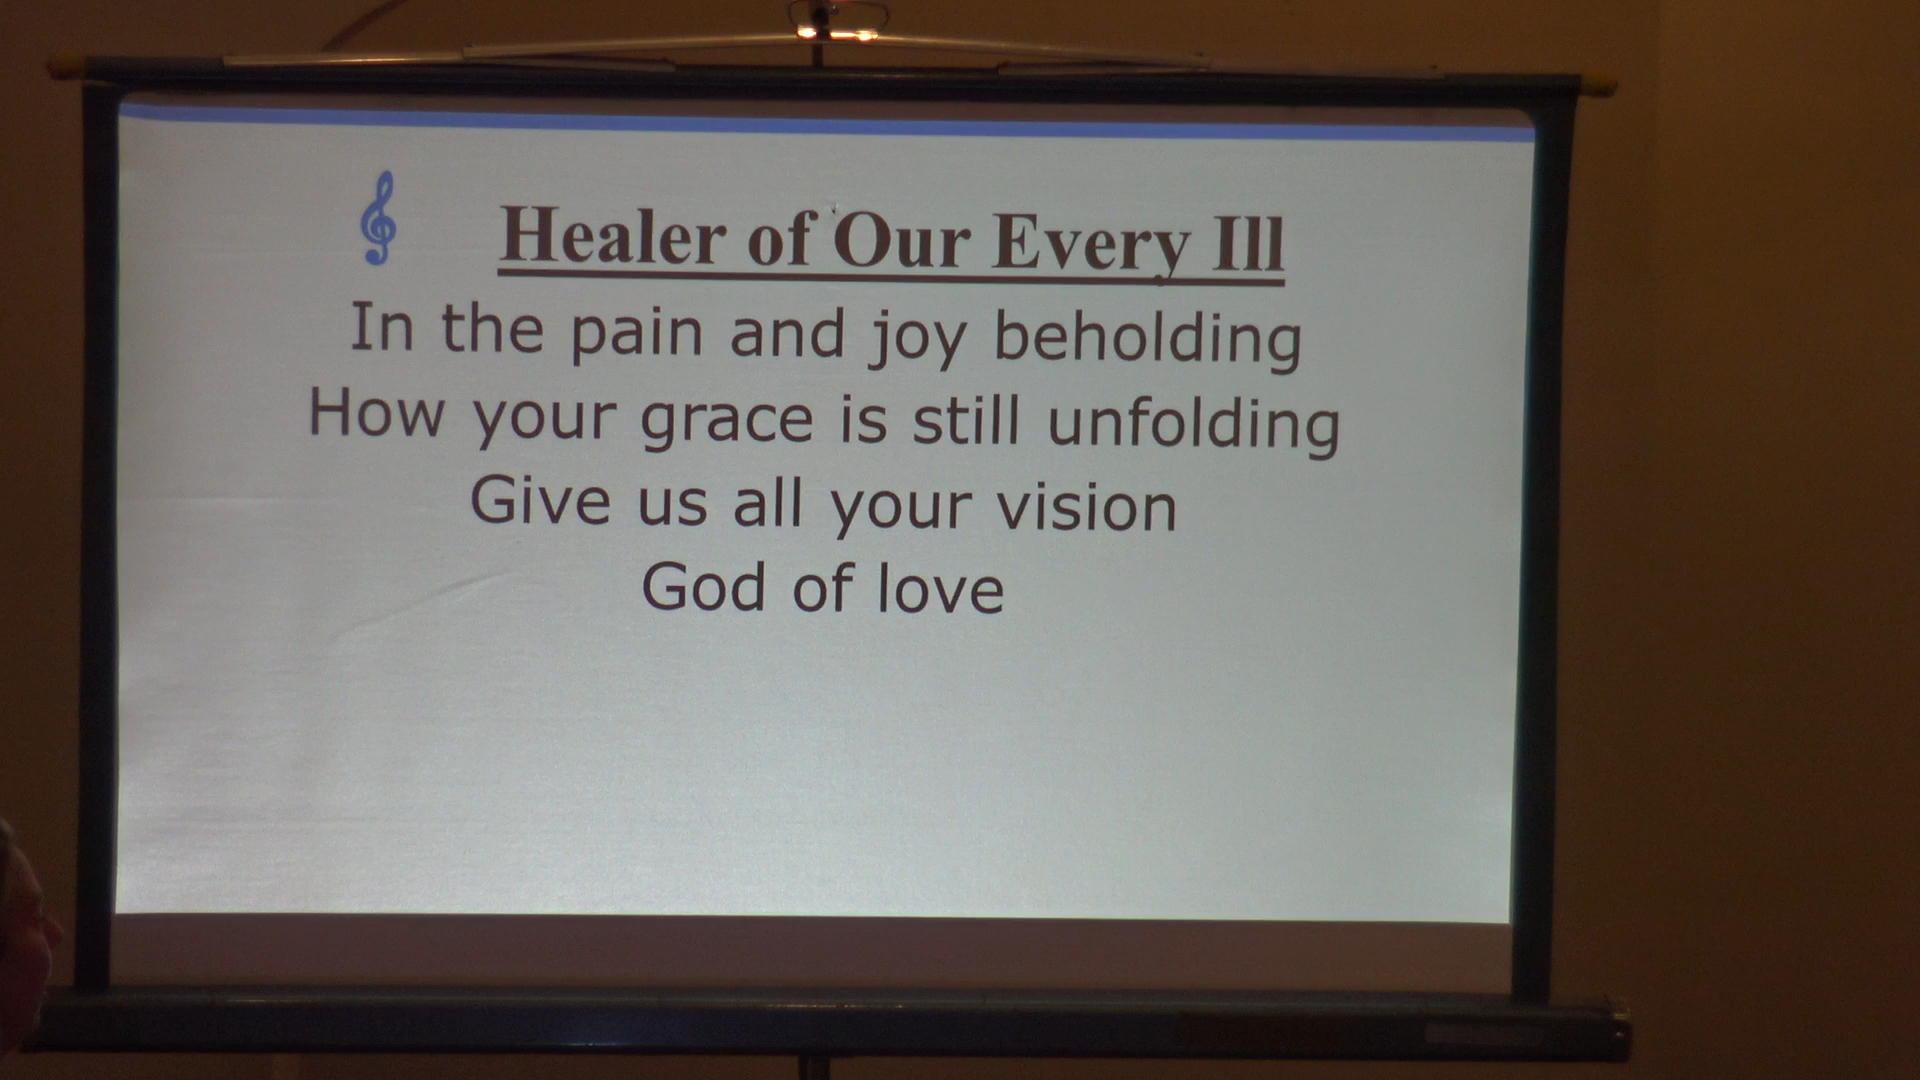 Healer of Our Every Ill
In the pain and joy beholding
How your grace is still unfolding
Give us all your vision
God of love